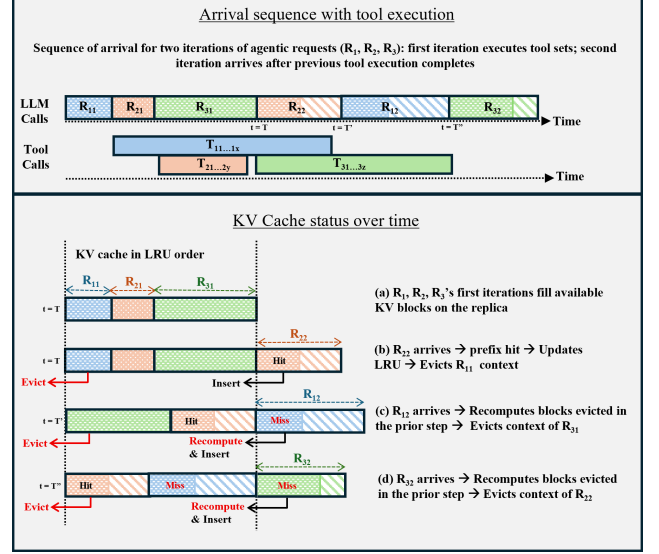 Arrival sequence with tool execution
Sequence of arrival for two iterations of agentic requests (R1, R2, R3): first iteration executes tool sets; second
iteration arrives after previous tool execution completes
LLM
Calls
R11 R21 R31 R22 R12 R32
t = T t = T' t = T"
Time
Tool
Calls
T11…1x
T21…2y T31…3z
Time
KV Cache status over time
KV cache in LRU order
R11 R21 R31
t = T
(a) R1, R2, R3's first iterations fill available
KV blocks on the replica
R22
t = T
Hit
Evict
Insert
(b) R22 arrives → prefix hit → Updates
LRU → Evicts R11 context
R12
t = T'
Hit Miss
Evict
Recompute
& Insert
(c) R12 arrives → Recomputes blocks evicted in
the prior step → Evicts context of R31
R32
t = T"
Hit Miss Miss
Evict
Recompute
& Insert
(d) R32 arrives → Recomputes blocks evicted
in the prior step → Evicts context of R22